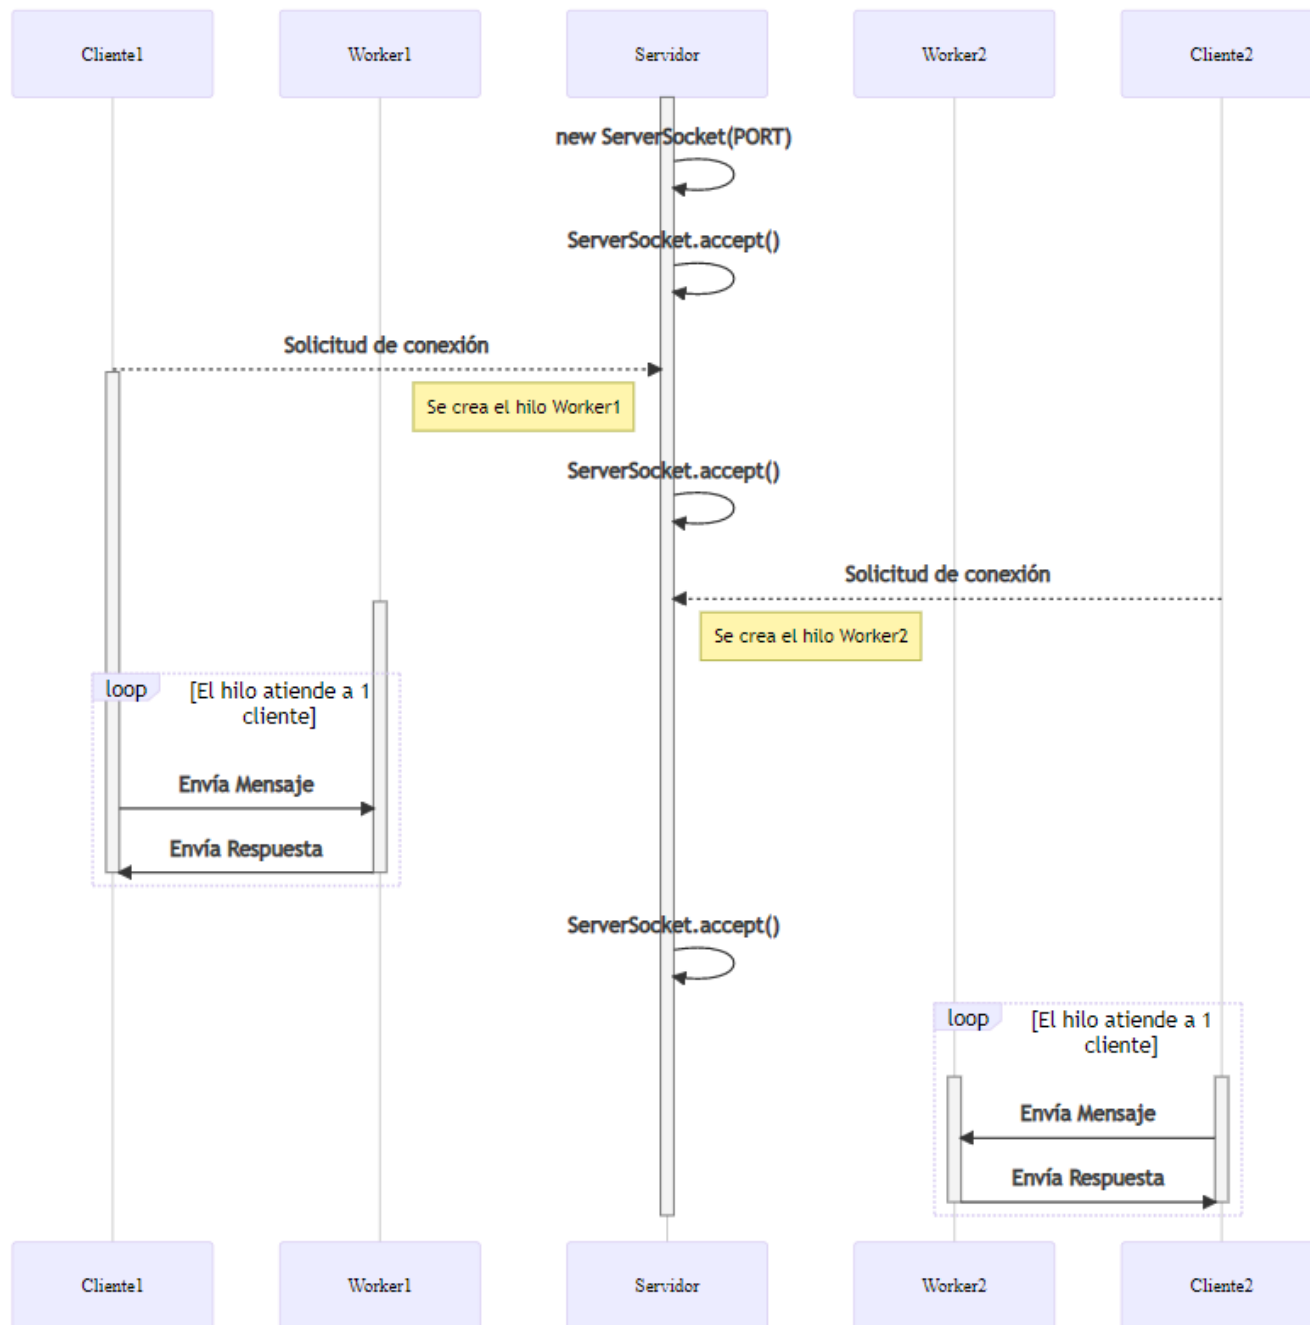 Cliente1
Worker1
Servidor
Worker2
Cliente2
new ServerSocket(PORT)
ServerSocket.accept()
Solicitud de conexión
Se crea el hilo Worker1
ServerSocket.accept()
Solicitud de conexión
Se crea el hilo Worker2
loop
[El hilo atiende a 1
cliente]
Envía Mensaje
Envía Respuesta
ServerSocket.accept()
loop
[El hilo atiende a 1
cliente]
Envía Mensaje
Envía Respuesta
Cliente1
Worker1
Servidor
Worker2
Cliente2